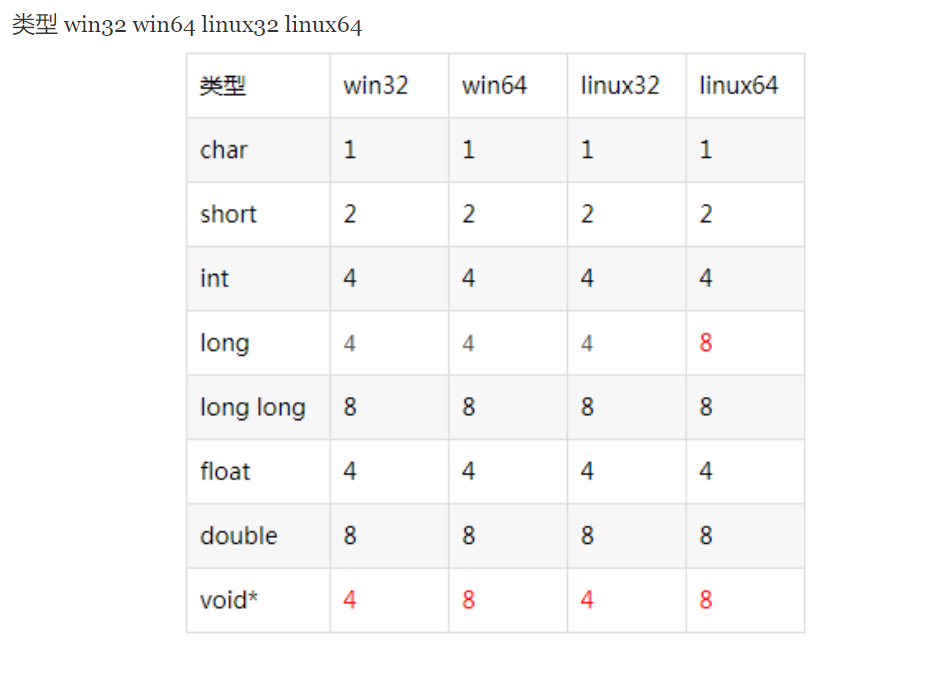 类型 win32 win64 linux32 linux64
类型 win32 win64 linux32 linux64
char 1 1 1 1
short 2 2 2 2
int 4 4 4 4
long 4 4 4 8
long long 8 8 8 8
float 4 4 4 4
double 8 8 8 8
void* 4 8 4 8